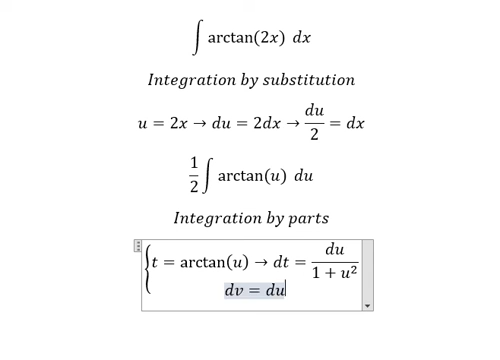 ∫ arctan(2x) dx
Integration by substitution
u = 2x → du = 2dx → du/2 = dx
1/2 ∫ arctan(u) du
Integration by parts
{ t = arctan(u) → dt = du/(1 + u²)
dv = du